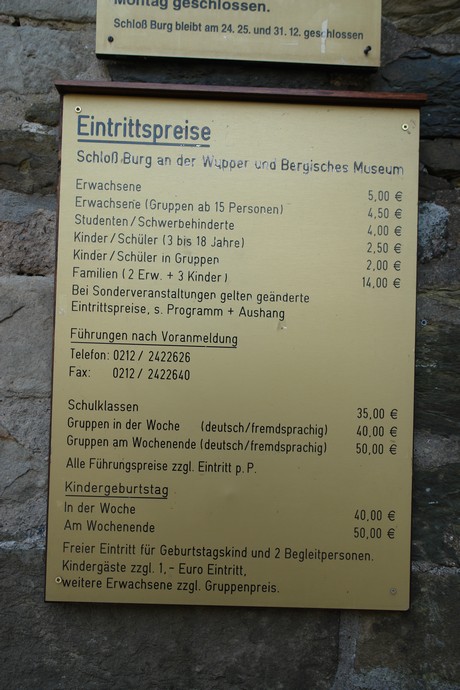 Montag geschlossen.
Schloß Burg bleibt am 24. 25. und 31. 12. geschlossen
Eintrittspreise
Schloß Burg an der Wupper und Bergisches Museum
Erwachsene 5,00 €
Erwachsene (Gruppen ab 15 Personen) 4,50 €
Studenten/Schwerbehinderte 4,00 €
Kinder/Schüler (3 bis 18 Jahre) 2,50 €
Kinder/Schüler in Gruppen 2,00 €
Familien (2 Erw. + 3 Kinder) 14,00 €
Bei Sonderveranstaltungen gelten geänderte
Eintrittspreise, s. Programm + Aushang
Führungen nach Voranmeldung
Telefon: 0212 / 2422626
Fax: 0212 / 2422640
Schulklassen 35,00 €
Gruppen in der Woche (deutsch/fremdsprachig) 40,00 €
Gruppen am Wochenende (deutsch/fremdsprachig) 50,00 €
Alle Führungspreise zzgl. Eintritt p. P.
Kindergeburtstag
In der Woche 40,00 €
Am Wochenende 50,00 €
Freier Eintritt für Geburtstagskind und 2 Begleitpersonen.
Kindergäste zzgl. 1,- Euro Eintritt,
weitere Erwachsene zzgl. Gruppenpreis.